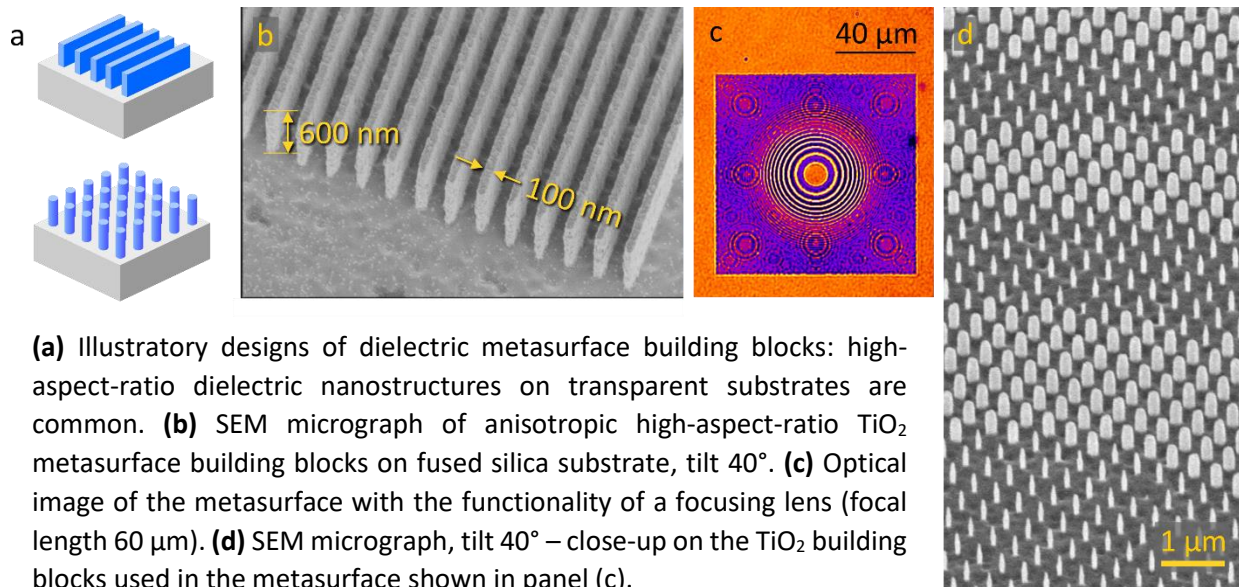 a
b
600 nm
100 nm
c
40 µm
d
1 µm
(a) Illustratory designs of dielectric metasurface building blocks: high-
aspect-ratio dielectric nanostructures on transparent substrates are
common. (b) SEM micrograph of anisotropic high-aspect-ratio TiO₂
metasurface building blocks on fused silica substrate, tilt 40°. (c) Optical
image of the metasurface with the functionality of a focusing lens (focal
length 60 µm). (d) SEM micrograph, tilt 40° – close-up on the TiO₂ building
blocks used in the metasurface shown in panel (c).